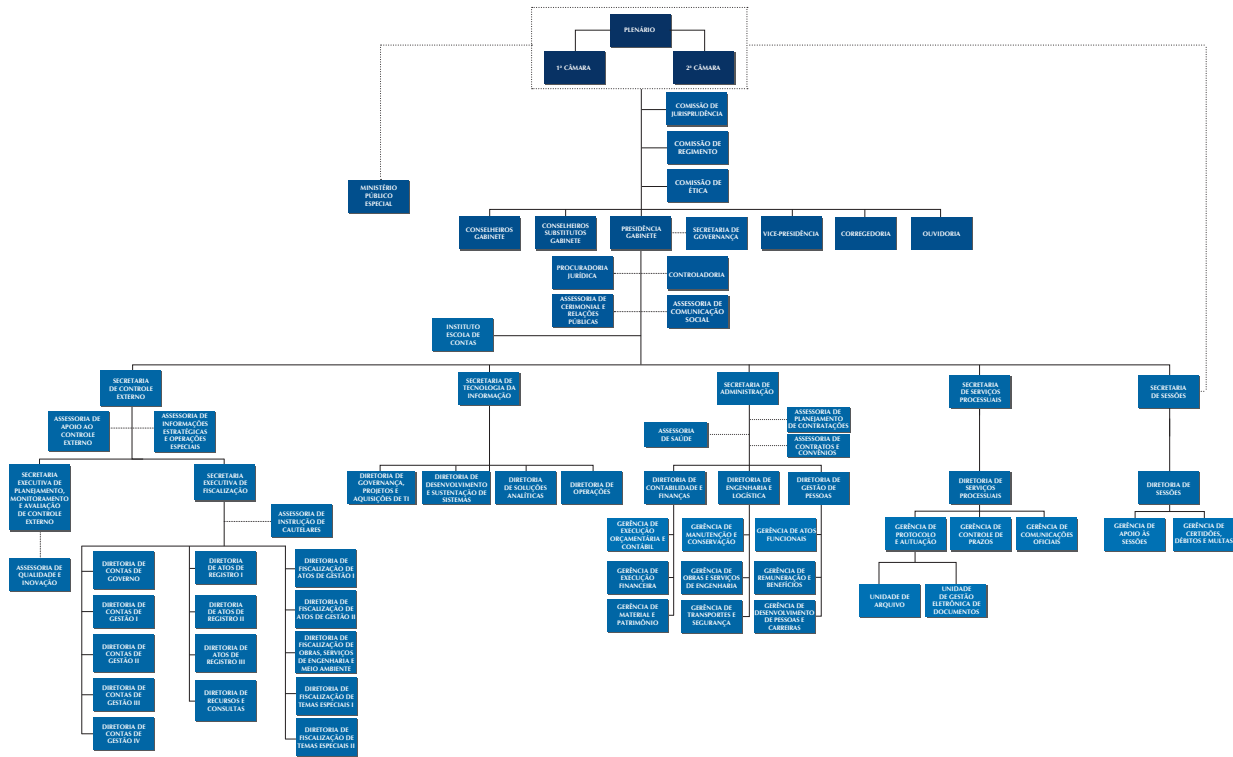 PLENÁRIO
1ª CÂMARA
2ª CÂMARA
COMISSÃO DE
JURISPRUDÊNCIA
COMISSÃO DE
REGIMENTO
COMISSÃO DE
ÉTICA
MINISTÉRIO
PÚBLICO
ESPECIAL
CONSELHEIROS
GABINETE
CONSELHEIROS
SUBSTITUTOS
GABINETE
PRESIDÊNCIA
GABINETE
SECRETARIA DE
GOVERNANÇA
VICE-PRESIDÊNCIA
CORREGEDORIA
OUVIDORIA
PROCURADORIA
JURÍDICA
CONTROLADORIA
ASSESSORIA DE
CERIMONIAL E
RELAÇÕES
PÚBLICAS
ASSESSORIA DE
COMUNICAÇÃO
SOCIAL
INSTITUTO
ESCOLA DE
CONTAS
SECRETARIA
DE CONTROLE
EXTERNO
SECRETARIA DE
TECNOLOGIA DA
INFORMAÇÃO
SECRETARIA DE
ADMINISTRAÇÃO
SECRETARIA
DE SERVIÇOS
PROCESSUAIS
SECRETARIA
DE SESSÕES
ASSESSORIA DE
APOIO AO
CONTROLE
EXTERNO
ASSESSORIA DE
INFORMAÇÕES
ESTRATÉGICAS
E OPERAÇÕES
ESPECIAIS
ASSESSORIA
DE SAÚDE
ASSESSORIA DE
PLANEJAMENTO
DE CONTRATAÇÕES
ASSESSORIA DE
CONTRATOS E
CONVÊNIOS
SECRETARIA
EXECUTIVA DE
PLANEJAMENTO,
MONITORAMENTO
E AVALIAÇÃO
DE CONTROLE
EXTERNO
SECRETARIA
EXECUTIVA DE
FISCALIZAÇÃO
DIRETORIA DE
GOVERNANÇA,
PROJETOS E
AQUISIÇÕES DE TI
DIRETORIA DE
DESENVOLVIMENTO
E SUSTENTAÇÃO DE
SISTEMAS
DIRETORIA
DE SOLUÇÕES
ANALÍTICAS
DIRETORIA DE
OPERAÇÕES
DIRETORIA
DE CONTABILIDADE E
FINANÇAS
DIRETORIA DE
ENGENHARIA E
LOGÍSTICA
DIRETORIA DE
GESTÃO DE
PESSOAS
DIRETORIA DE
SERVIÇOS
PROCESSUAIS
DIRETORIA DE
SESSÕES
ASSESSORIA DE
INSTRUÇÃO DE
CAUTELARES
ASSESSORIA DE
QUALIDADE E
INOVAÇÃO
GERÊNCIA DE
EXECUÇÃO
ORÇAMENTÁRIA E
CONTÁBIL
GERÊNCIA DE
MANUTENÇÃO E
CONSERVAÇÃO
GERÊNCIA DE ATOS
FUNCIONAIS
GERÊNCIA DE
PROTOCOLO
E AUTUAÇÃO
GERÊNCIA DE
CONTROLE DE
PRAZOS
GERÊNCIA DE
COMUNICAÇÕES
OFICIAIS
GERÊNCIA DE
APOIO ÀS
SESSÕES
GERÊNCIA DE
CERTIDÕES,
DÉBITOS E MULTAS
GERÊNCIA DE
EXECUÇÃO
FINANCEIRA
GERÊNCIA DE
OBRAS E SERVIÇOS
DE ENGENHARIA
GERÊNCIA DE
REMUNERAÇÃO E
BENEFÍCIOS
GERÊNCIA DE
MATERIAL E
PATRIMÔNIO
GERÊNCIA DE
TRANSPORTES E
SEGURANÇA
GERÊNCIA DE
DESENVOLVIMENTO
DE PESSOAS E
CARREIRAS
UNIDADE DE
ARQUIVO
UNIDADE
DE GESTÃO
ELETRÔNICA DE
DOCUMENTOS
DIRETORIA DE
CONTAS DE
GOVERNO
DIRETORIA
DE ATOS DE
REGISTRO I
DIRETORIA DE
FISCALIZAÇÃO DE
ATOS DE GESTÃO I
DIRETORIA DE
CONTAS DE
GESTÃO I
DIRETORIA
DE ATOS DE
REGISTRO II
DIRETORIA DE
FISCALIZAÇÃO DE
ATOS DE GESTÃO II
DIRETORIA DE
CONTAS DE
GESTÃO II
DIRETORIA
DE ATOS DE
REGISTRO III
DIRETORIA DE
FISCALIZAÇÃO DE
OBRAS, SERVIÇOS
DE ENGENHARIA E
MEIO AMBIENTE
DIRETORIA DE
CONTAS DE
GESTÃO III
DIRETORIA DE
RECURSOS E
CONSULTAS
DIRETORIA DE
FISCALIZAÇÃO DE
TEMAS ESPECIAIS I
DIRETORIA DE
CONTAS DE
GESTÃO IV
DIRETORIA DE
FISCALIZAÇÃO DE
TEMAS ESPECIAIS II